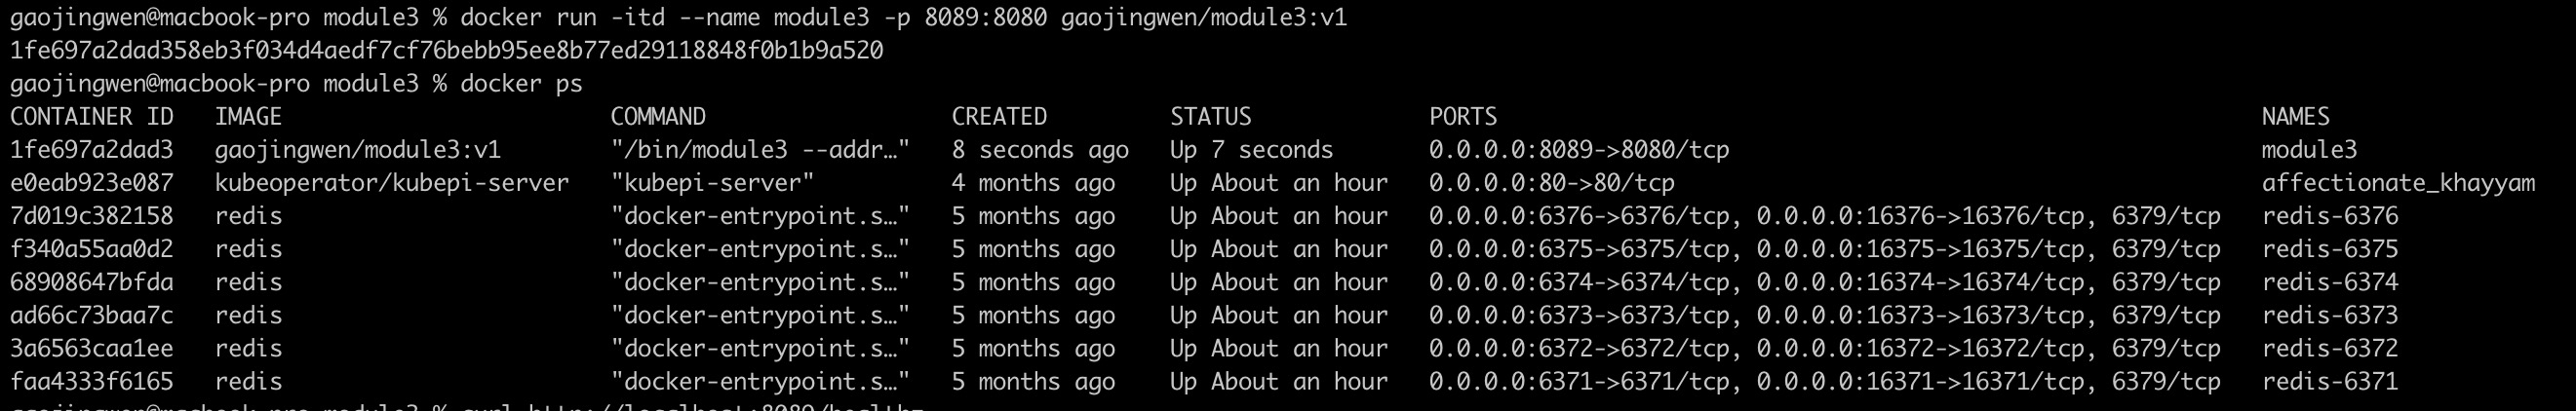 gaojingwen@macbook-pro module3 % docker run -itd --name module3 -p 8089:8080 gaojingwen/module3:v1
1fe697a2dad358eb3f034d4aedf7cf76bebb95ee8b77ed29118848f0b1b9a520
gaojingwen@macbook-pro module3 % docker ps
CONTAINER ID   IMAGE                        COMMAND                  CREATED         STATUS             PORTS                                                        NAMES
1fe697a2dad3   gaojingwen/module3:v1        "/bin/module3 --addr…"   8 seconds ago   Up 7 seconds       0.0.0.0:8089->8080/tcp                                       module3
e0eab923e087   kubeoperator/kubepi-server   "kubepi-server"          4 months ago    Up About an hour   0.0.0.0:80->80/tcp                                           affectionate_khayyam
7d019c382158   redis                        "docker-entrypoint.s…"   5 months ago    Up About an hour   0.0.0.0:6376->6376/tcp, 0.0.0.0:16376->16376/tcp, 6379/tcp   redis-6376
f340a55aa0d2   redis                        "docker-entrypoint.s…"   5 months ago    Up About an hour   0.0.0.0:6375->6375/tcp, 0.0.0.0:16375->16375/tcp, 6379/tcp   redis-6375
68908647bfda   redis                        "docker-entrypoint.s…"   5 months ago    Up About an hour   0.0.0.0:6374->6374/tcp, 0.0.0.0:16374->16374/tcp, 6379/tcp   redis-6374
ad66c73baa7c   redis                        "docker-entrypoint.s…"   5 months ago    Up About an hour   0.0.0.0:6373->6373/tcp, 0.0.0.0:16373->16373/tcp, 6379/tcp   redis-6373
3a6563caa1ee   redis                        "docker-entrypoint.s…"   5 months ago    Up About an hour   0.0.0.0:6372->6372/tcp, 0.0.0.0:16372->16372/tcp, 6379/tcp   redis-6372
faa4333f6165   redis                        "docker-entrypoint.s…"   5 months ago    Up About an hour   0.0.0.0:6371->6371/tcp, 0.0.0.0:16371->16371/tcp, 6379/tcp   redis-6371
gaojingwen@macbook-pro module3 % curl http://localhost:8089/healthz